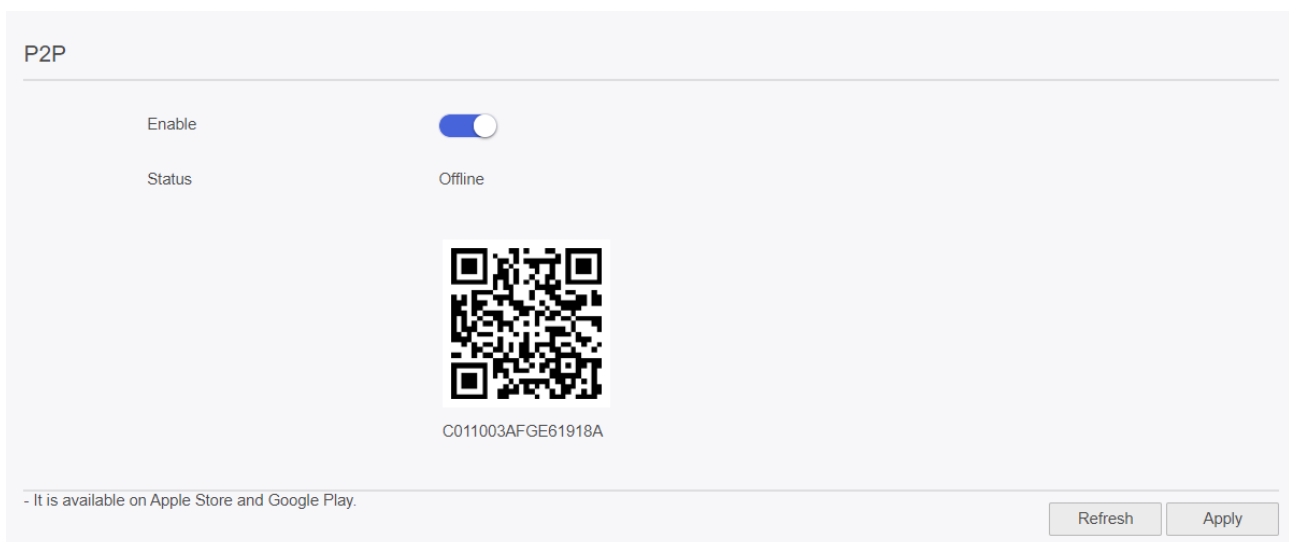 P2P
Enable
Status Offline
C011003AFGE61918A
- It is available on Apple Store and Google Play.
Refresh Apply